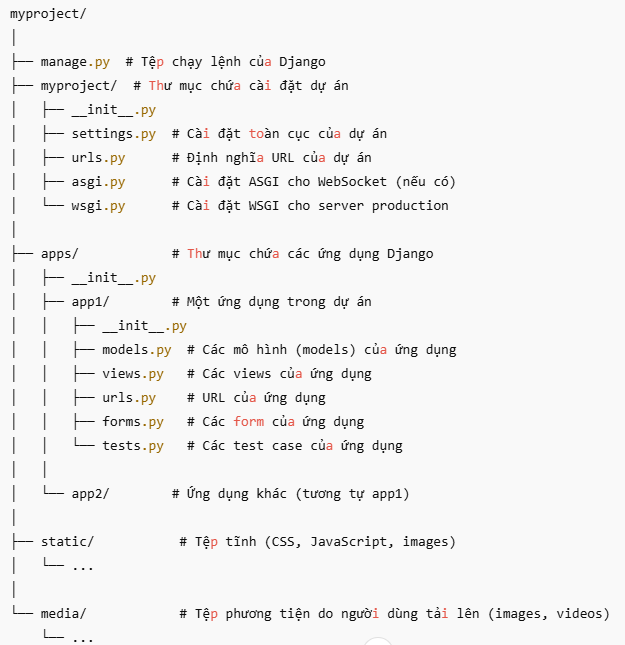 myproject/
│
├── manage.py  # Tệp chạy lệnh của Django
├── myproject/  # Thư mục chứa cài đặt dự án
│   ├── __init__.py
│   ├── settings.py  # Cài đặt toàn cục của dự án
│   ├── urls.py      # Định nghĩa URL của dự án
│   ├── asgi.py      # Cài đặt ASGI cho WebSocket (nếu có)
│   └── wsgi.py      # Cài đặt WSGI cho server production
│
├── apps/            # Thư mục chứa các ứng dụng Django
│   ├── __init__.py
│   ├── app1/        # Một ứng dụng trong dự án
│   │   ├── __init__.py
│   │   ├── models.py  # Các mô hình (models) của ứng dụng
│   │   ├── views.py   # Các views của ứng dụng
│   │   ├── urls.py    # URL của ứng dụng
│   │   ├── forms.py   # Các form của ứng dụng
│   │   └── tests.py   # Các test case của ứng dụng
│   │
│   └── app2/        # Ứng dụng khác (tương tự app1)
│
├── static/           # Tệp tĩnh (CSS, JavaScript, images)
│   └── ...
│
└── media/            # Tệp phương tiện do người dùng tải lên (images, videos)
    └── ...